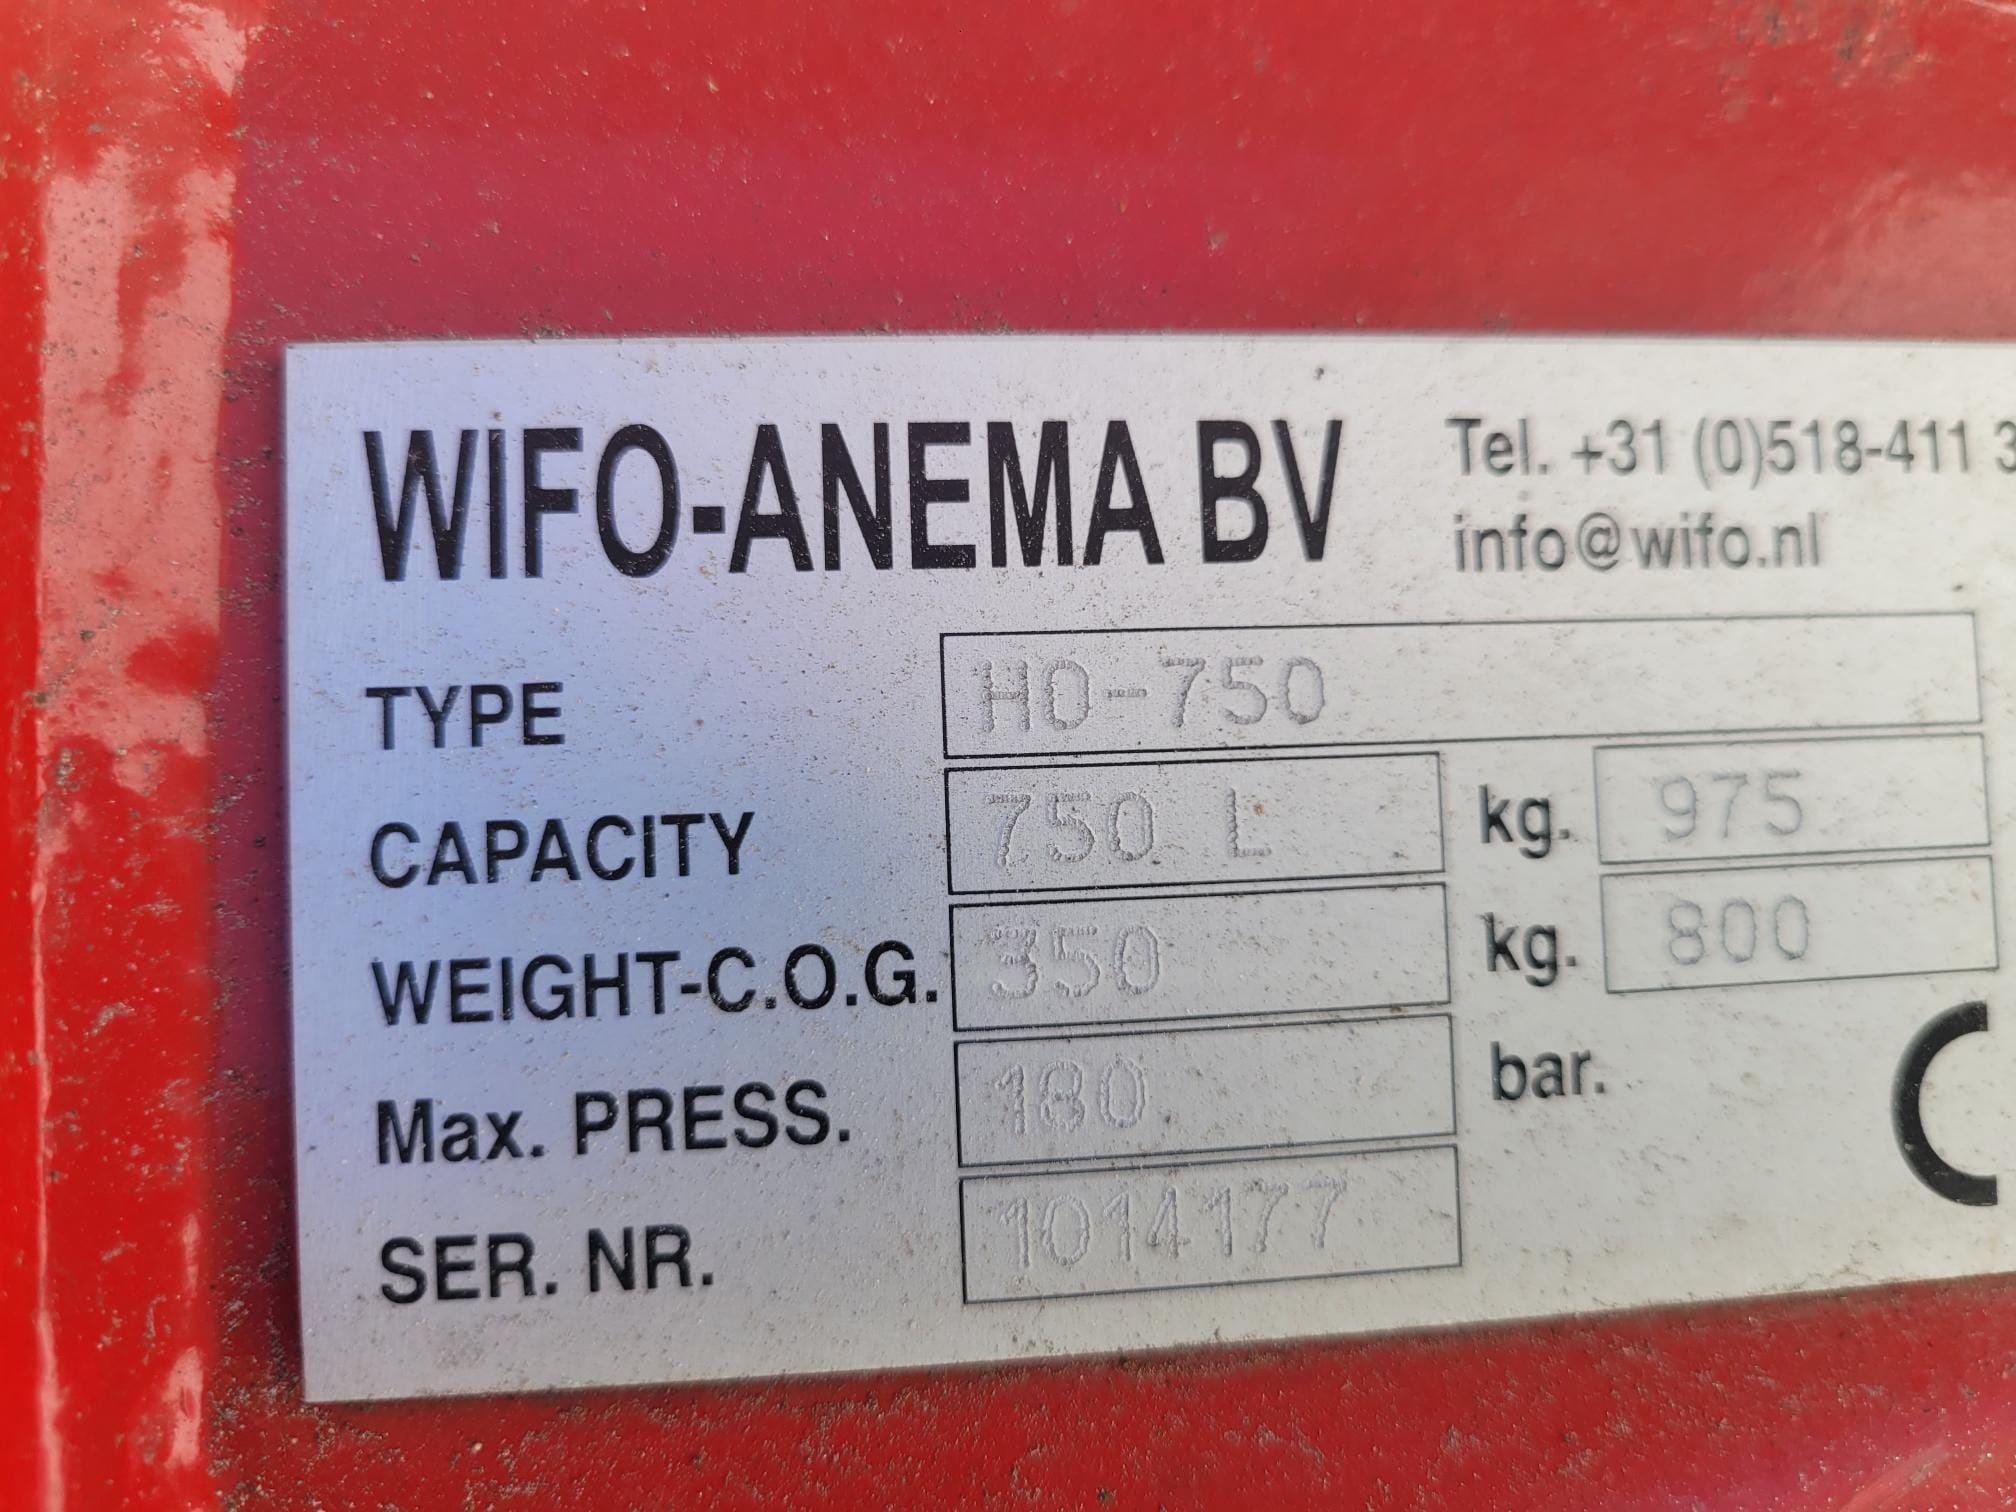 WIFO-ANEMA BV
Tel. +31 (0)518-411 3
info@wifo.nl
TYPE HO-750
CAPACITY 750 L kg. 975
WEIGHT-C.O.G. 350 kg. 800
Max. PRESS. 180 bar.
SER. NR. 1014177
C